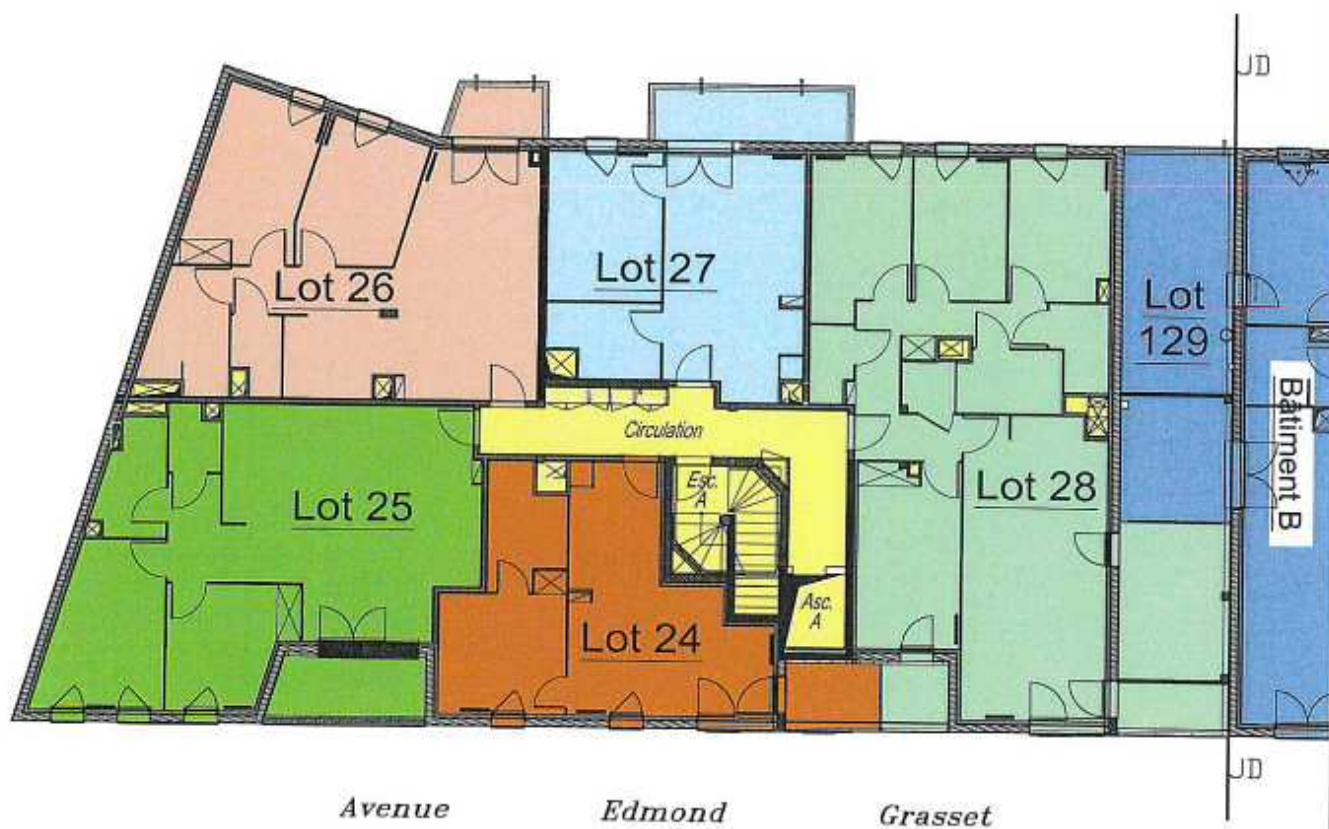 JD
Lot 26
Lot 27
Lot
129
Circulation
Esc.
A
Lot 25
Lot 28
Bâtiment B
Lot 24
Asc.
A
JD
Avenue Edmond Grasset